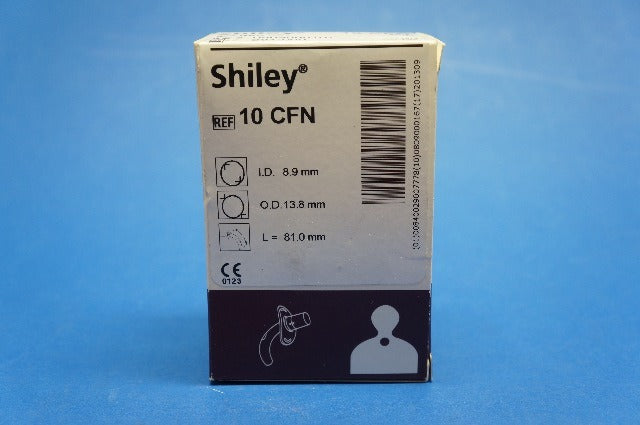 Shiley®
REF 10 CFN
I.D. 8.9 mm
O.D. 13.8 mm
L = 81.0 mm
CE
0123